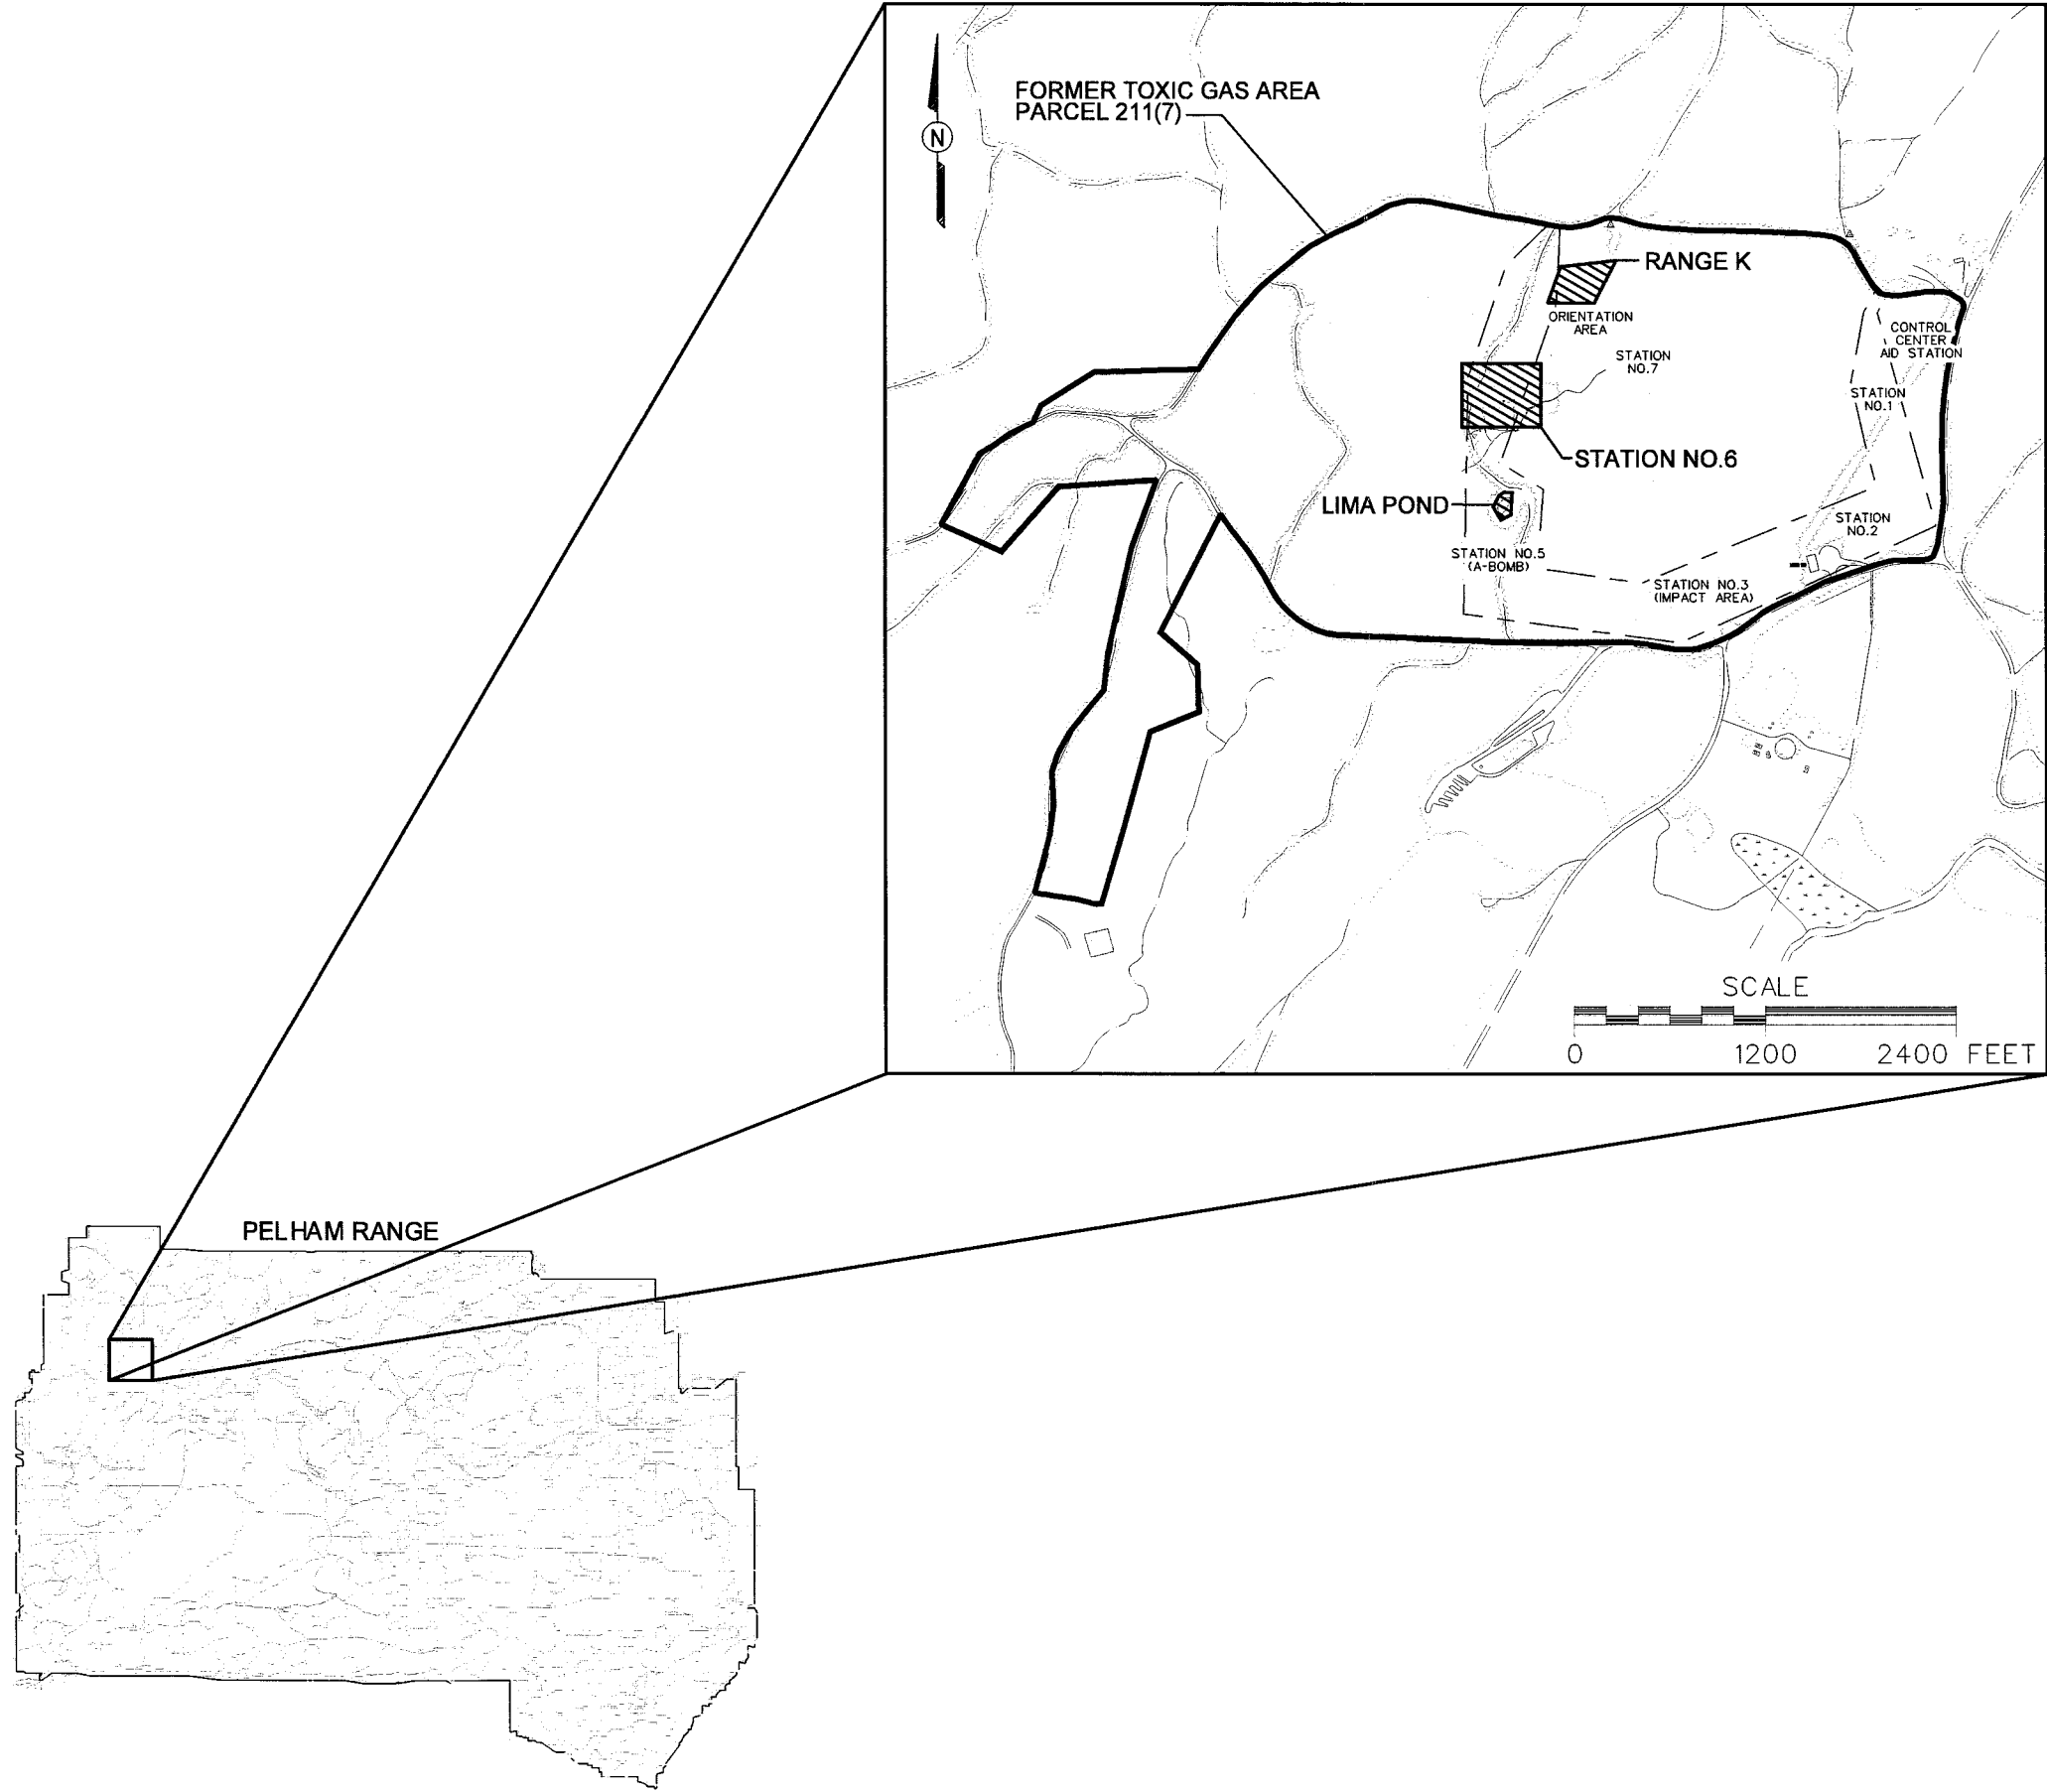 FORMER TOXIC GAS AREA
PARCEL 211(7)
N
RANGE K
ORIENTATION
AREA
CONTROL
CENTER
AID STATION
STATION
NO.7
STATION
NO.1
STATION NO.6
LIMA POND
STATION
NO.2
STATION NO.5
(A-BOMB)
STATION NO.3
(IMPACT AREA)
SCALE
0 1200 2400 FEET
PELHAM RANGE